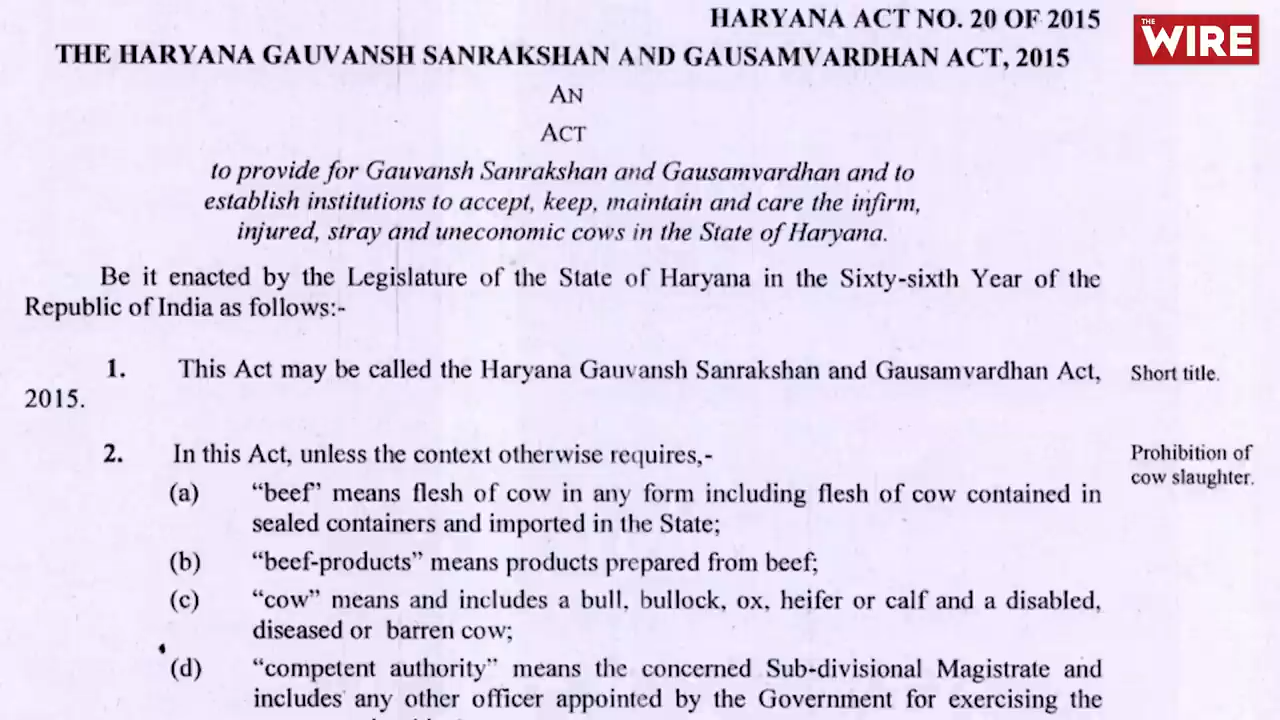 HARYANA ACT NO. 20 OF 2015
THE WIRE
THE HARYANA GAUVANSH SANRAKSHAN AND GAUSAMVARDHAN ACT, 2015
AN
ACT
to provide for Gauvansh Sanrakshan and Gausamvardhan and to
establish institutions to accept, keep, maintain and care the infirm,
injured, stray and uneconomic cows in the State of Haryana.
Be it enacted by the Legislature of the State of Haryana in the Sixty-sixth Year of the
Republic of India as follows:-
1. This Act may be called the Haryana Gauvansh Sanrakshan and Gausamvardhan Act,
2015.
Short title.
2. In this Act, unless the context otherwise requires,-
Prohibition of
cow slaughter.
(a) “beef” means flesh of cow in any form including flesh of cow contained in
sealed containers and imported in the State;
(b) “beef-products” means products prepared from beef;
(c) “cow” means and includes a bull, bullock, ox, heifer or calf and a disabled,
diseased or barren cow;
(d) “competent authority” means the concerned Sub-divisional Magistrate and
includes any other officer appointed by the Government for exercising the